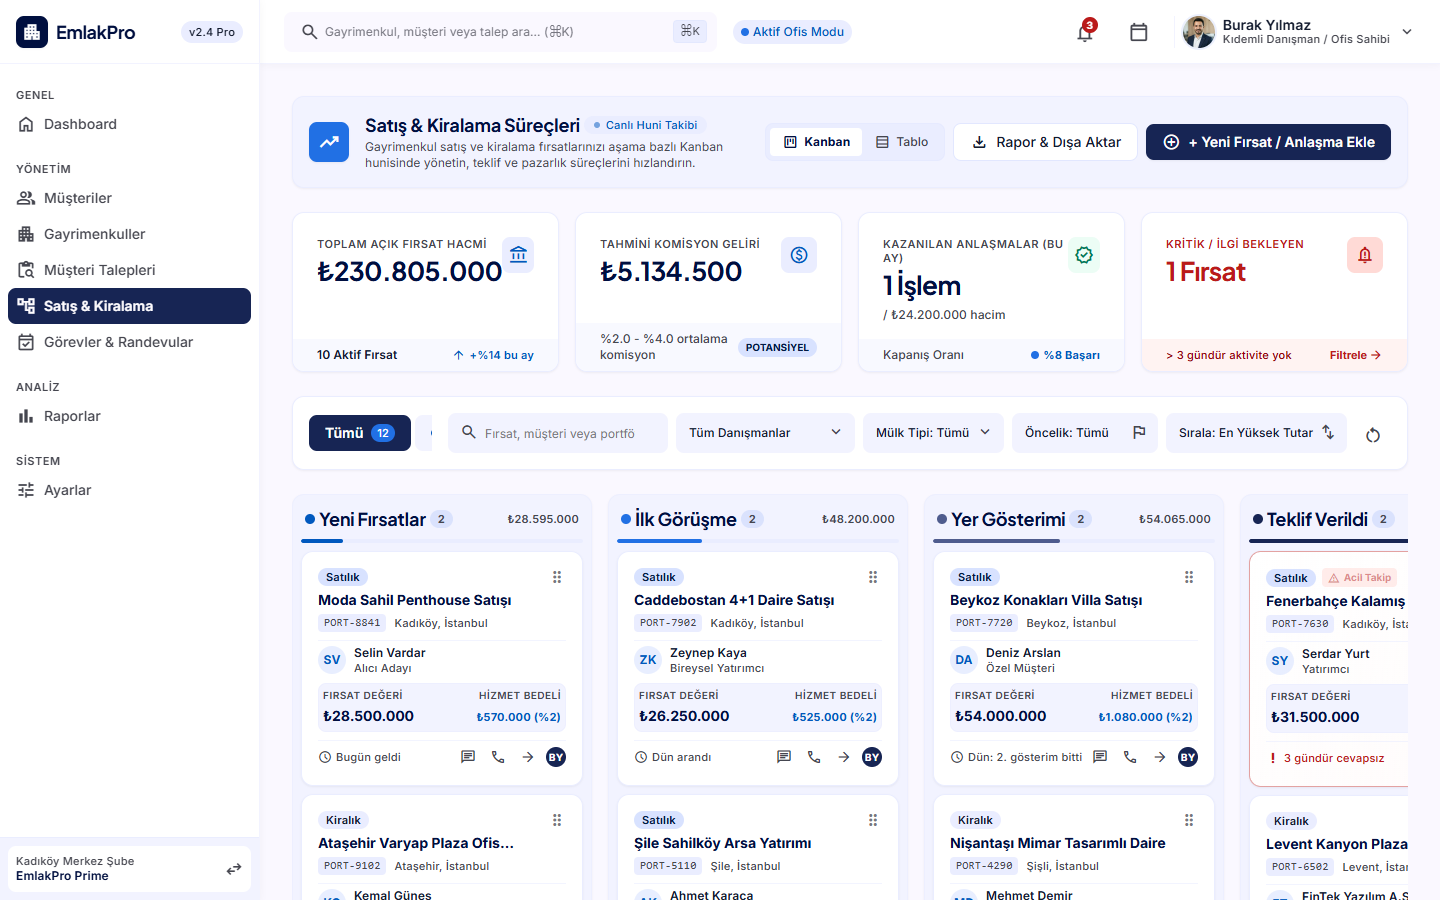 EmlakPro
v2.4 Pro
Gayrimenkul, müşteri veya talep ara... (⌘K)
⌘K
Aktif Ofis Modu
3
Burak Yılmaz
Kıdemli Danışman / Ofis Sahibi
GENEL
Dashboard
YÖNETİM
Müşteriler
Gayrimenkuller
Müşteri Talepleri
Satış & Kiralama
Görevler & Randevular
ANALİZ
Raporlar
SİSTEM
Ayarlar
Kadıköy Merkez Şube
EmlakPro Prime
Satış & Kiralama Süreçleri
Canlı Huni Takibi
Gayrimenkul satış ve kiralama fırsatlarınızı aşama bazlı Kanban
hunisinde yönetin, teklif ve pazarlık süreçlerini hızlandırın.
Kanban
Tablo
Rapor & Dışa Aktar
+ Yeni Fırsat / Anlaşma Ekle
TOPLAM AÇIK FIRSAT HACMİ
₺230.805.000
10 Aktif Fırsat
+%14 bu ay
TAHMİNİ KOMİSYON GELİRİ
₺5.134.500
%2.0 - %4.0 ortalama
komisyon
POTANSİYEL
KAZANILAN ANLAŞMALAR (BU
AY)
1 İşlem
/ ₺24.200.000 hacim
Kapanış Oranı
%8 Başarı
KRİTİK / İLGİ BEKLEYEN
1 Fırsat
> 3 gündür aktivite yok
Filtrele
Tümü 12
Fırsat, müşteri veya portfö
Tüm Danışmanlar
Mülk Tipi: Tümü
Öncelik: Tümü
Sırala: En Yüksek Tutar
Yeni Fırsatlar 2
₺28.595.000
Satılık
Moda Sahil Penthouse Satışı
PORT-8841 Kadıköy, İstanbul
SV
Selin Vardar
Alıcı Adayı
FIRSAT DEĞERİ HİZMET BEDELİ
₺28.500.000 ₺570.000 (%2)
Bugün geldi
BY
Kiralık
Ataşehir Varyap Plaza Ofis...
PORT-9102 Ataşehir, İstanbul
Kemal Güneş
İlk Görüşme 2
₺48.200.000
Satılık
Caddebostan 4+1 Daire Satışı
PORT-7902 Kadıköy, İstanbul
ZK
Zeynep Kaya
Bireysel Yatırımcı
FIRSAT DEĞERİ HİZMET BEDELİ
₺26.250.000 ₺525.000 (%2)
Dün arandı
BY
Satılık
Şile Sahilköy Arsa Yatırımı
PORT-5110 Şile, İstanbul
Ahmet Karaca
Yer Gösterimi 2
₺54.065.000
Satılık
Beykoz Konakları Villa Satışı
PORT-7720 Beykoz, İstanbul
DA
Deniz Arslan
Özel Müşteri
FIRSAT DEĞERİ HİZMET BEDELİ
₺54.000.000 ₺1.080.000 (%2)
Dün: 2. gösterim bitti
BY
Kiralık
Nişantaşı Mimar Tasarımlı Daire
PORT-4290 Şişli, İstanbul
Mehmet Demir
Teklif Verildi 2
Satılık
Acil Takip
Fenerbahçe Kalamış
PORT-7630 Kadıköy, İsta
SY
Serdar Yurt
Yatırımcı
FIRSAT DEĞERİ
₺31.500.000
3 gündür cevapsız
Kiralık
Levent Kanyon Plaza
PORT-6502 Levent, İstan
FinTek Yazılım A.Ş